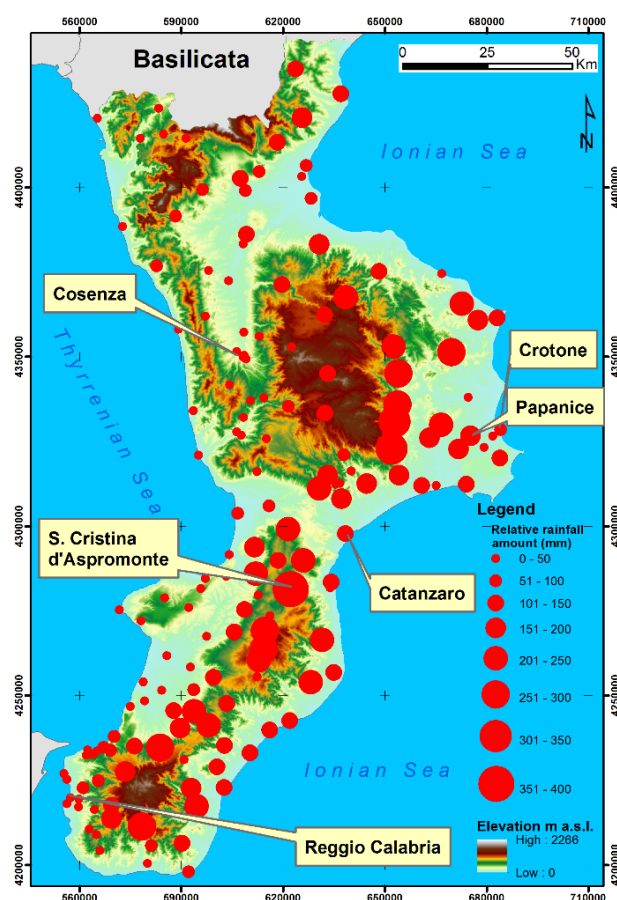 560000 590000 620000 650000 680000 710000
Basilicata
0 25 50
Km
N
Ionian Sea
4400000 4400000
Cosenza
Thyrrenian Sea
4350000 4350000
Crotone
Papanice
4300000 4300000
S. Cristina
d'Aspromonte
Catanzaro
Legend
Relative rainfall
amount (mm)
0 - 50
51 - 100
101 - 150
151 - 200
201 - 250
251 - 300
301 - 350
351 - 400
4250000 4250000
Ionian Sea
Elevation m a.s.l.
High : 2266
Low : 0
Reggio Calabria
4200000 4200000
560000 590000 620000 650000 680000 710000